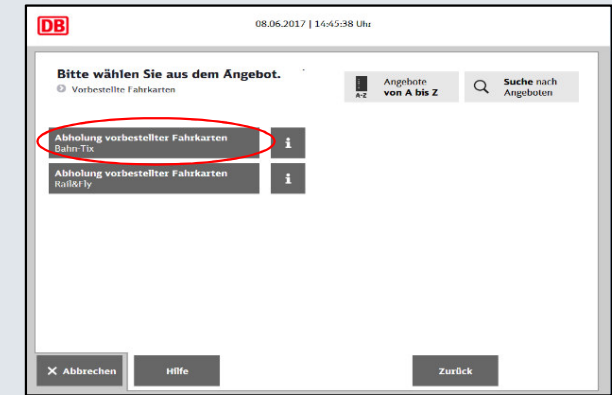 DB
08.06.2017 | 14:45:38 Uhr
Bitte wählen Sie aus dem Angebot.
Vorbestellte Fahrkarten
A-Z
Angebote
von A bis Z
Suche nach
Angeboten
Abholung vorbestellter Fahrkarten
Bahn-Tix
i
Abholung vorbestellter Fahrkarten
Rail&Fly
i
Abbrechen
Hilfe
Zurück